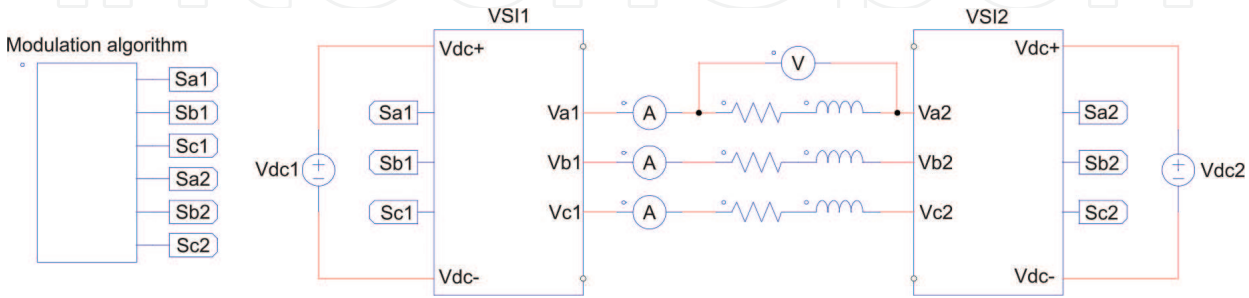 VSI1
VSI2
Modulation algorithm
Sa1
Sb1
Sc1
Sa2
Sb2
Sc2
Vdc1
Vdc+
Sa1
Sb1
Sc1
Va1
Vb1
Vc1
Vdc-
V
A
A
A
Vdc+
Va2
Vb2
Vc2
Vdc-
Sa2
Sb2
Sc2
Vdc2